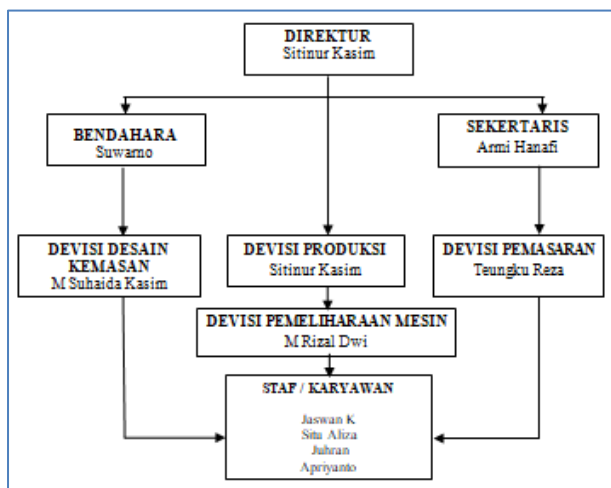 DIREKTUR
Sitinur Kasim
BENDAHARA
Suwarno
SEKERTARIS
Armi Hanafi
DEVISI DESAIN
KEMASAN
M Suhaida Kasim
DEVISI PRODUKSI
Sitinur Kasim
DEVISI PEMASARAN
Teungku Reza
DEVISI PEMELIHARAAN MESIN
M Rizal Dwi
STAF / KARYAWAN
Jaswan K
Situ Aliza
Juhran
Apriyanto